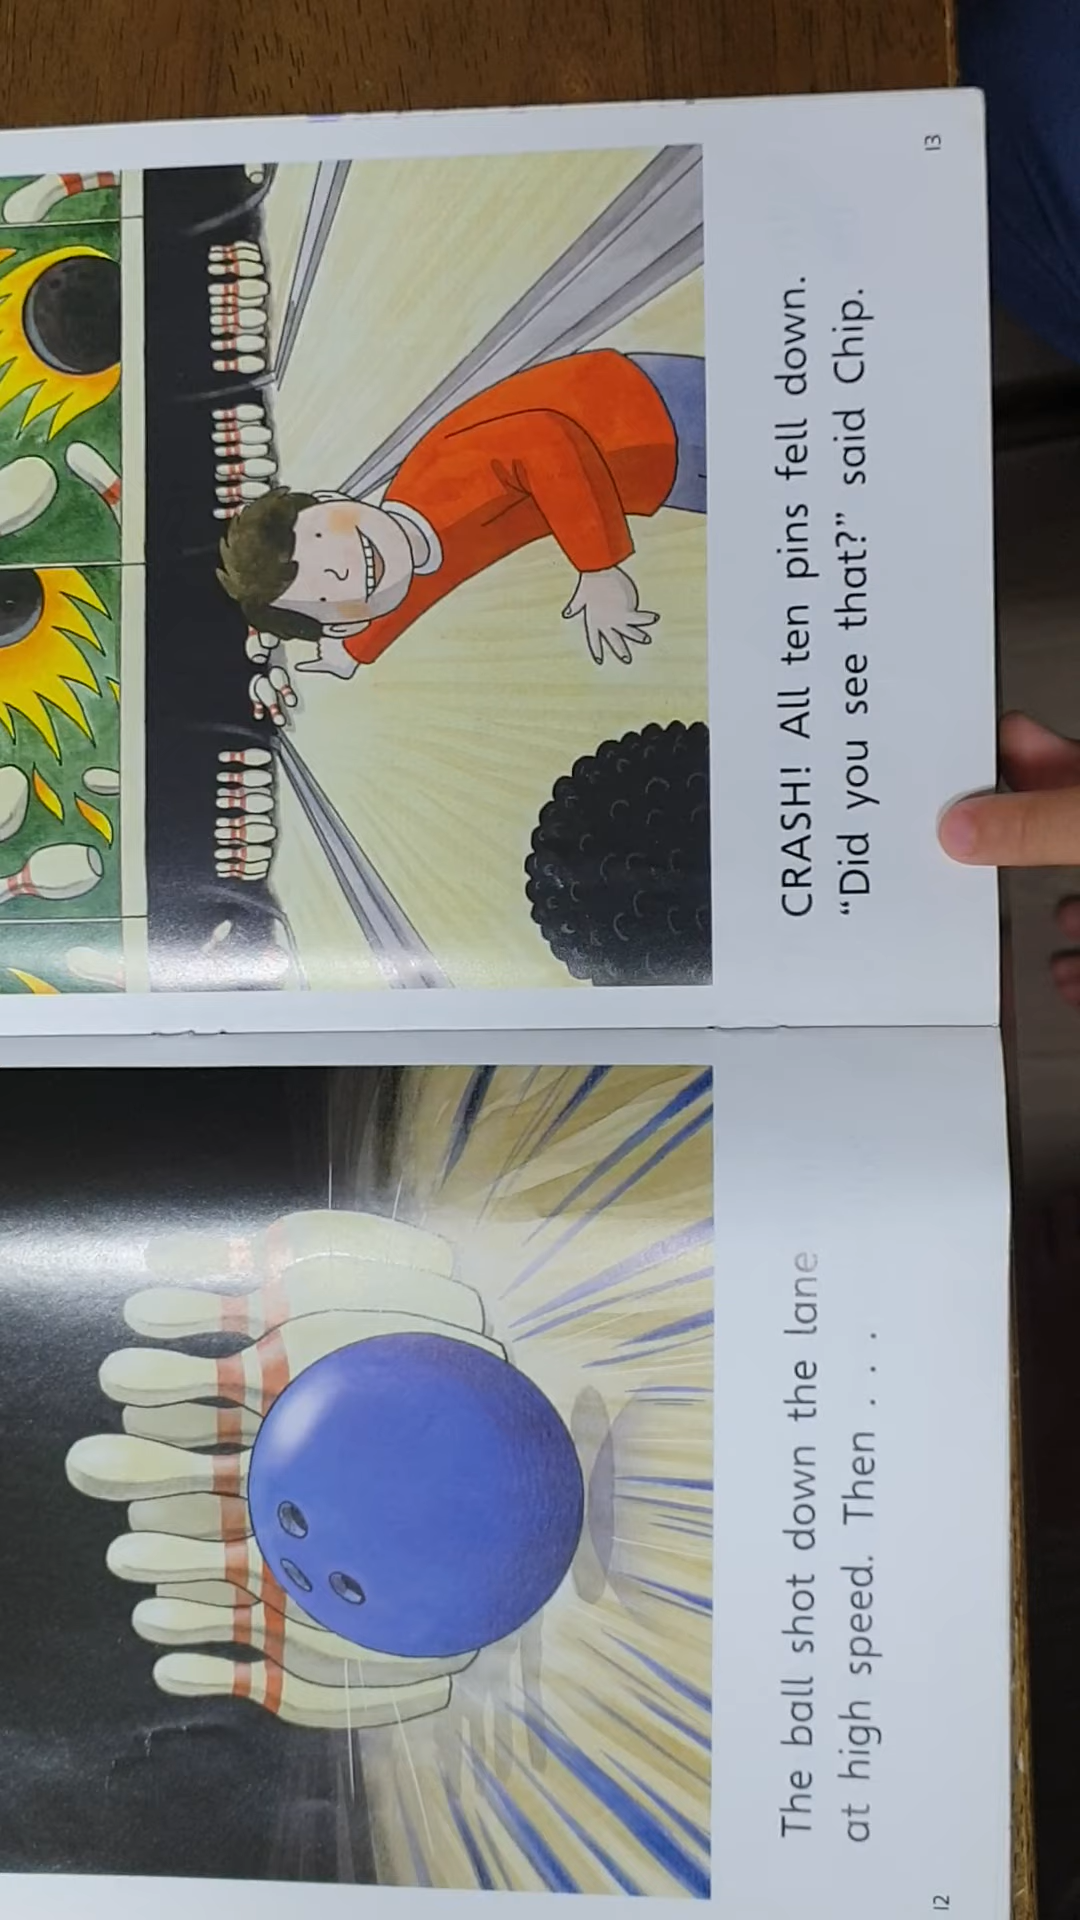 The ball shot down the lane
at high speed. Then . . .
12
CRASH! All ten pins fell down.
“Did you see that?” said Chip.
13